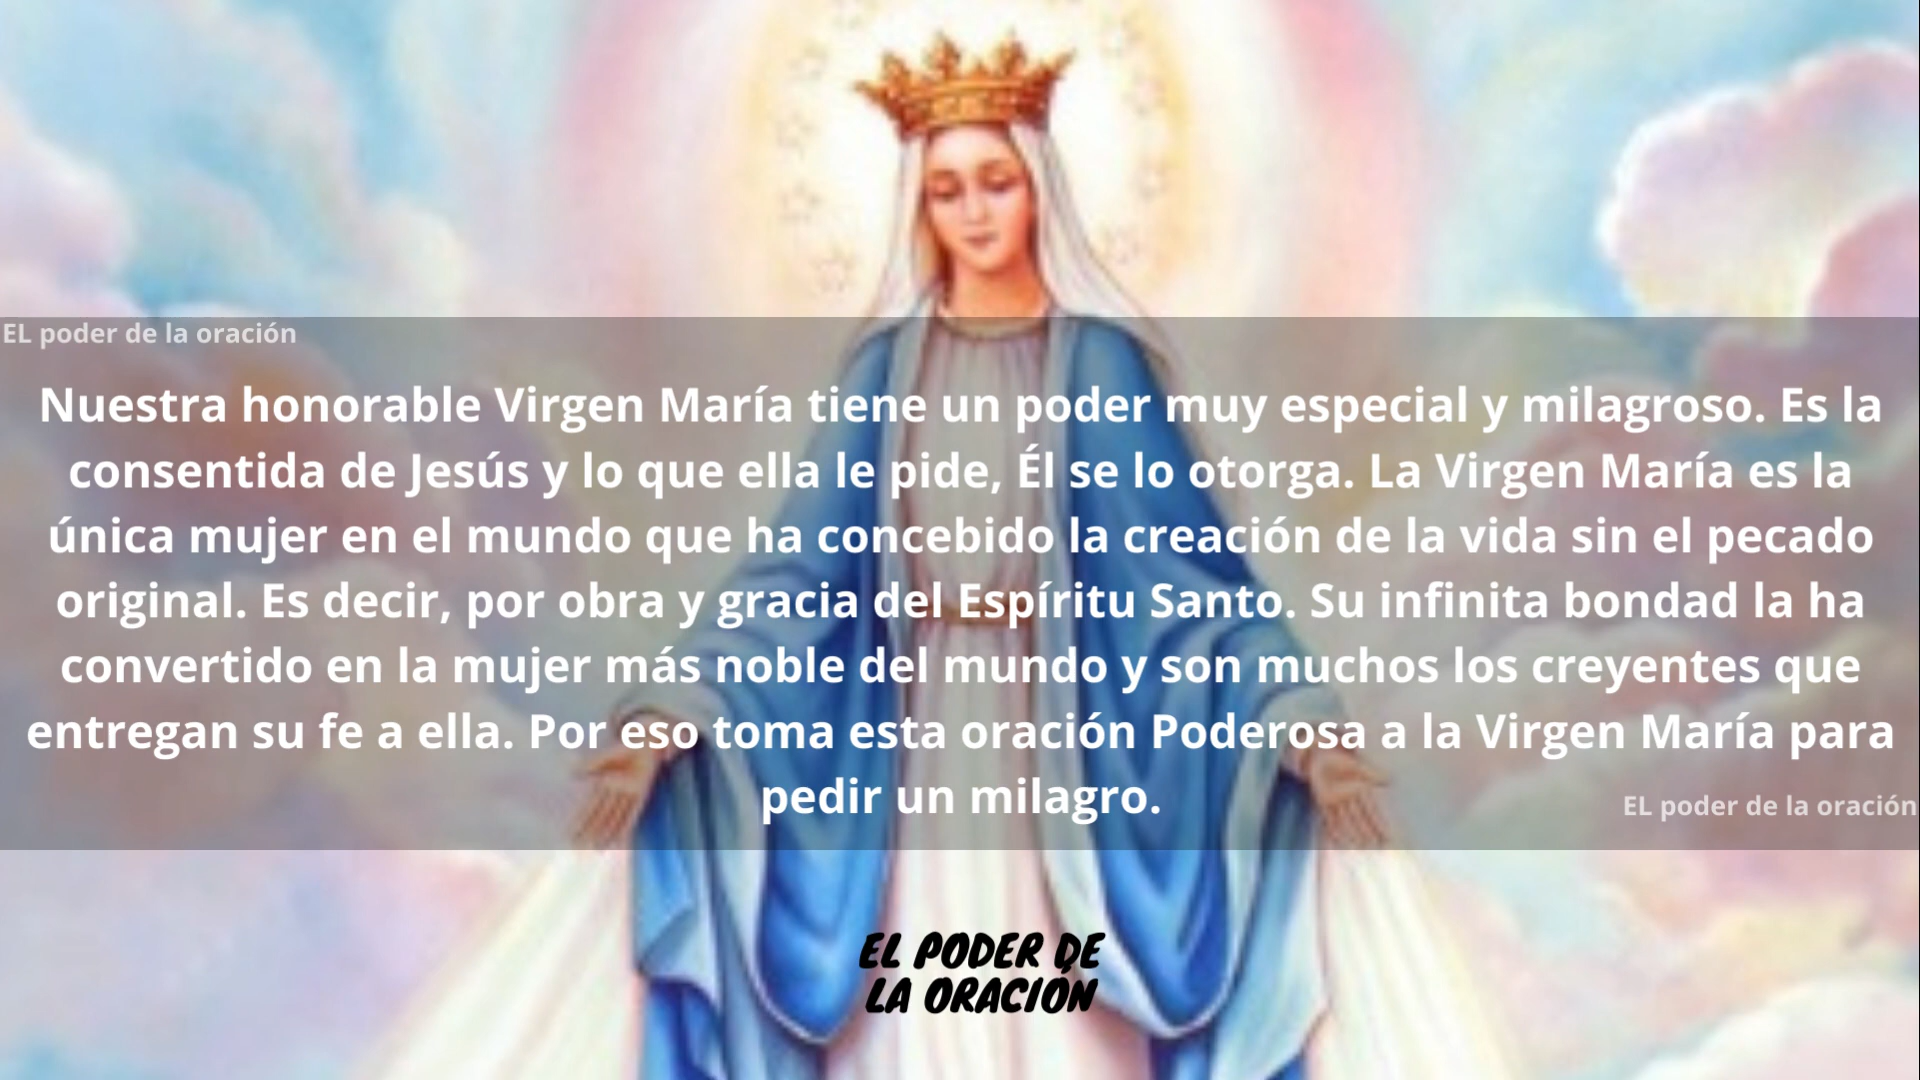 EL poder de la oración
Nuestra honorable Virgen María tiene un poder muy especial y milagroso. Es la
consentida de Jesús y lo que ella le pide, Él se lo otorga. La Virgen María es la
única mujer en el mundo que ha concebido la creación de la vida sin el pecado
original. Es decir, por obra y gracia del Espíritu Santo. Su infinita bondad la ha
convertido en la mujer más noble del mundo y son muchos los creyentes que
entregan su fe a ella. Por eso toma esta oración Poderosa a la Virgen María para
pedir un milagro.
EL poder de la oración
EL PODER DE
LA ORACIÓN